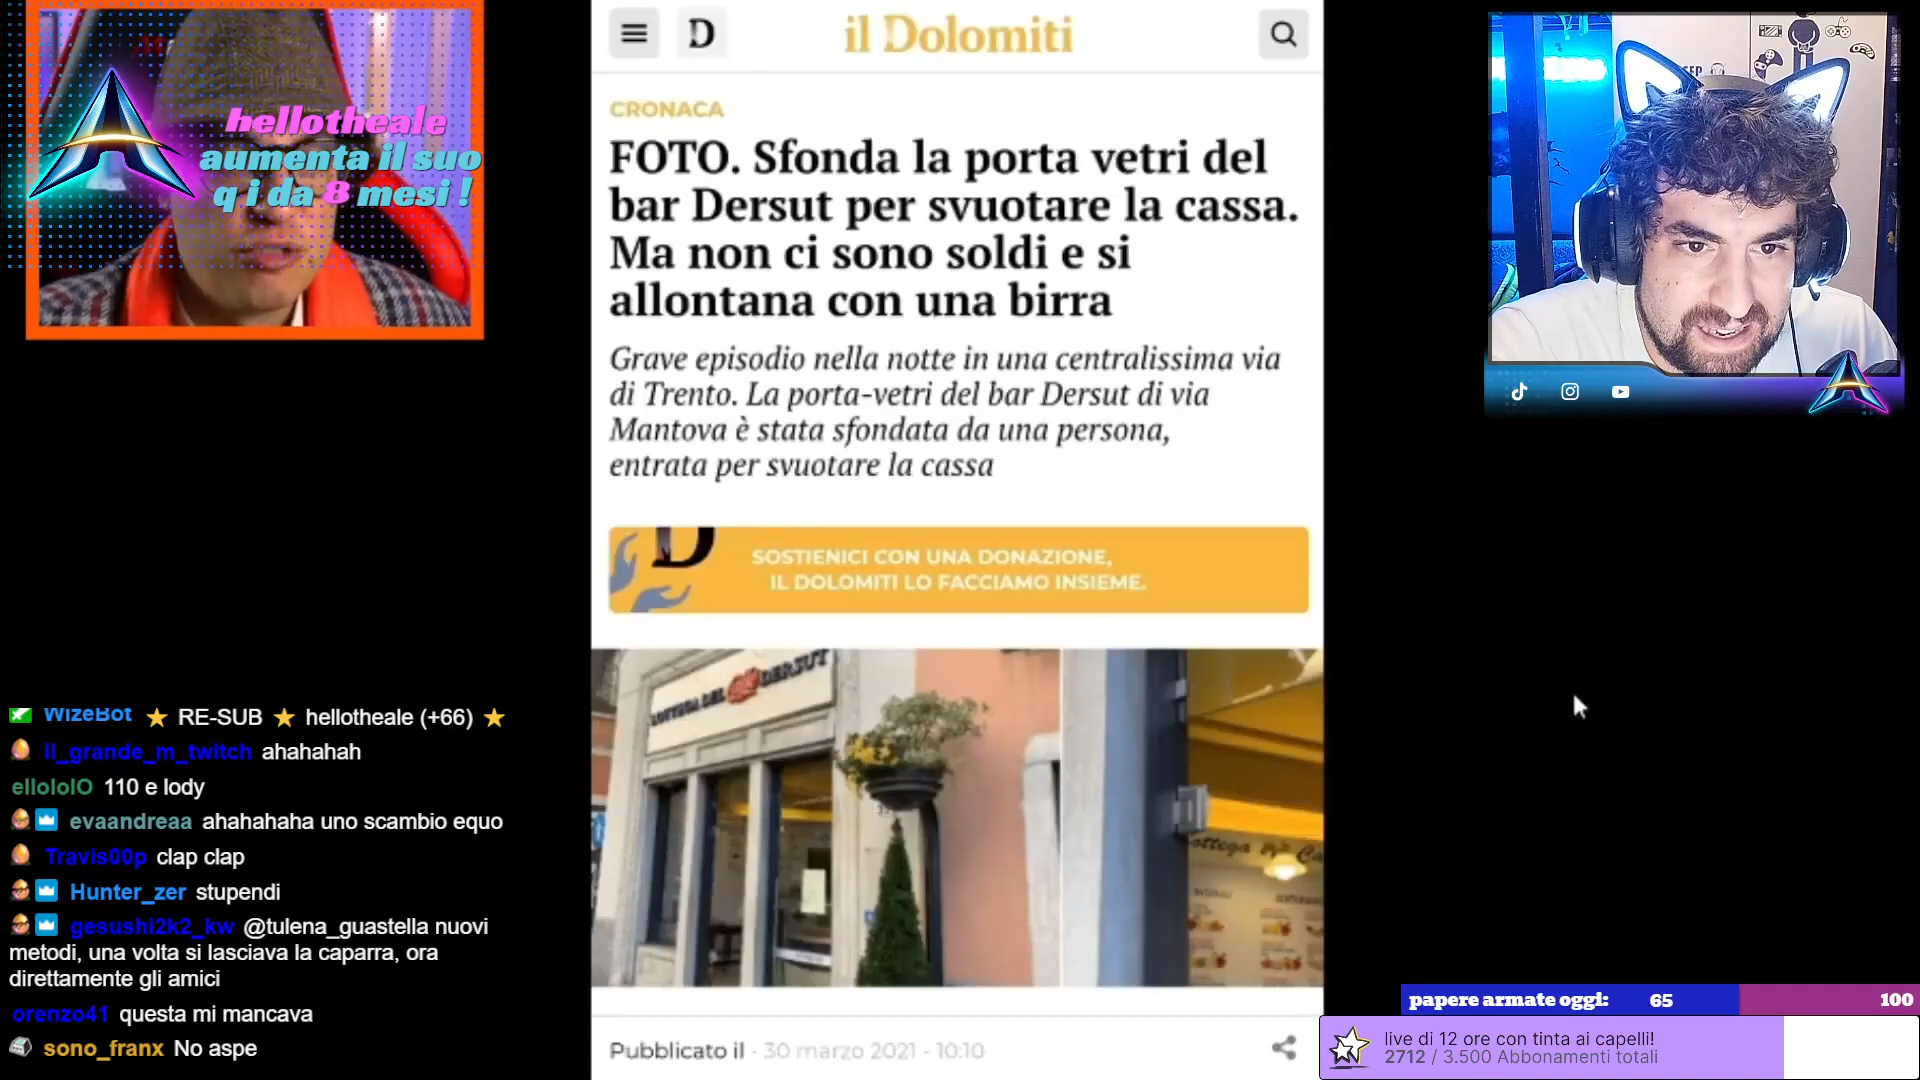 hellotheale
aumenta il suo
q i da 8 mesi !
D
il Dolomiti
CRONACA
FOTO. Sfonda la porta vetri del
bar Dersut per svuotare la cassa.
Ma non ci sono soldi e si
allontana con una birra
Grave episodio nella notte in una centralissima via
di Trento. La porta-vetri del bar Dersut di via
Mantova è stata sfondata da una persona,
entrata per svuotare la cassa
D
SOSTIENICI CON UNA DONAZIONE,
IL DOLOMITI LO FACCIAMO INSIEME.
BOTTEGA DEL CAFFÈ DERSUT
Pubblicato il - 30 marzo 2021 - 10:10
WizeBot RE-SUB hellotheale (+66)
il_grande_m_twitch ahahahah
ellololO 110 e lody
evaandreaa ahahahaha uno scambio equo
Travis00p clap clap
Hunter_zer stupendi
gesushi2k2_kw @tulena_guastella nuovi
metodi, una volta si lasciava la caparra, ora
direttamente gli amici
orenzo41 questa mi mancava
sono_franx No aspe
papere armate oggi: 65 100
live di 12 ore con tinta ai capelli!
2712 / 3.500 Abbonamenti totali